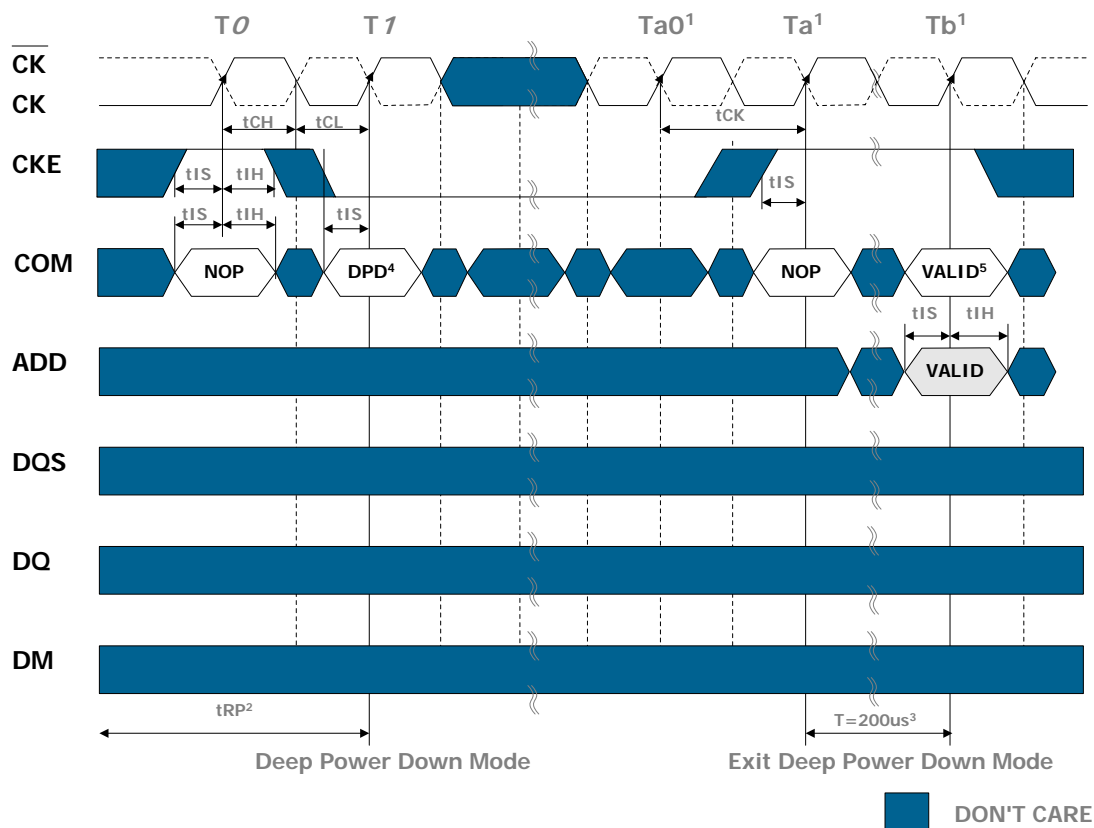 T0 T1 Ta0¹ Ta¹ Tb¹
CK
CK
tCH tCL tCK
CKE
tIS tIH tIS
tIS tIH tIS
COM NOP DPD⁴ NOP VALID⁵
tIS tIH
ADD VALID
DQS
DQ
DM
tRP² T=200us³
Deep Power Down Mode Exit Deep Power Down Mode
DON'T CARE